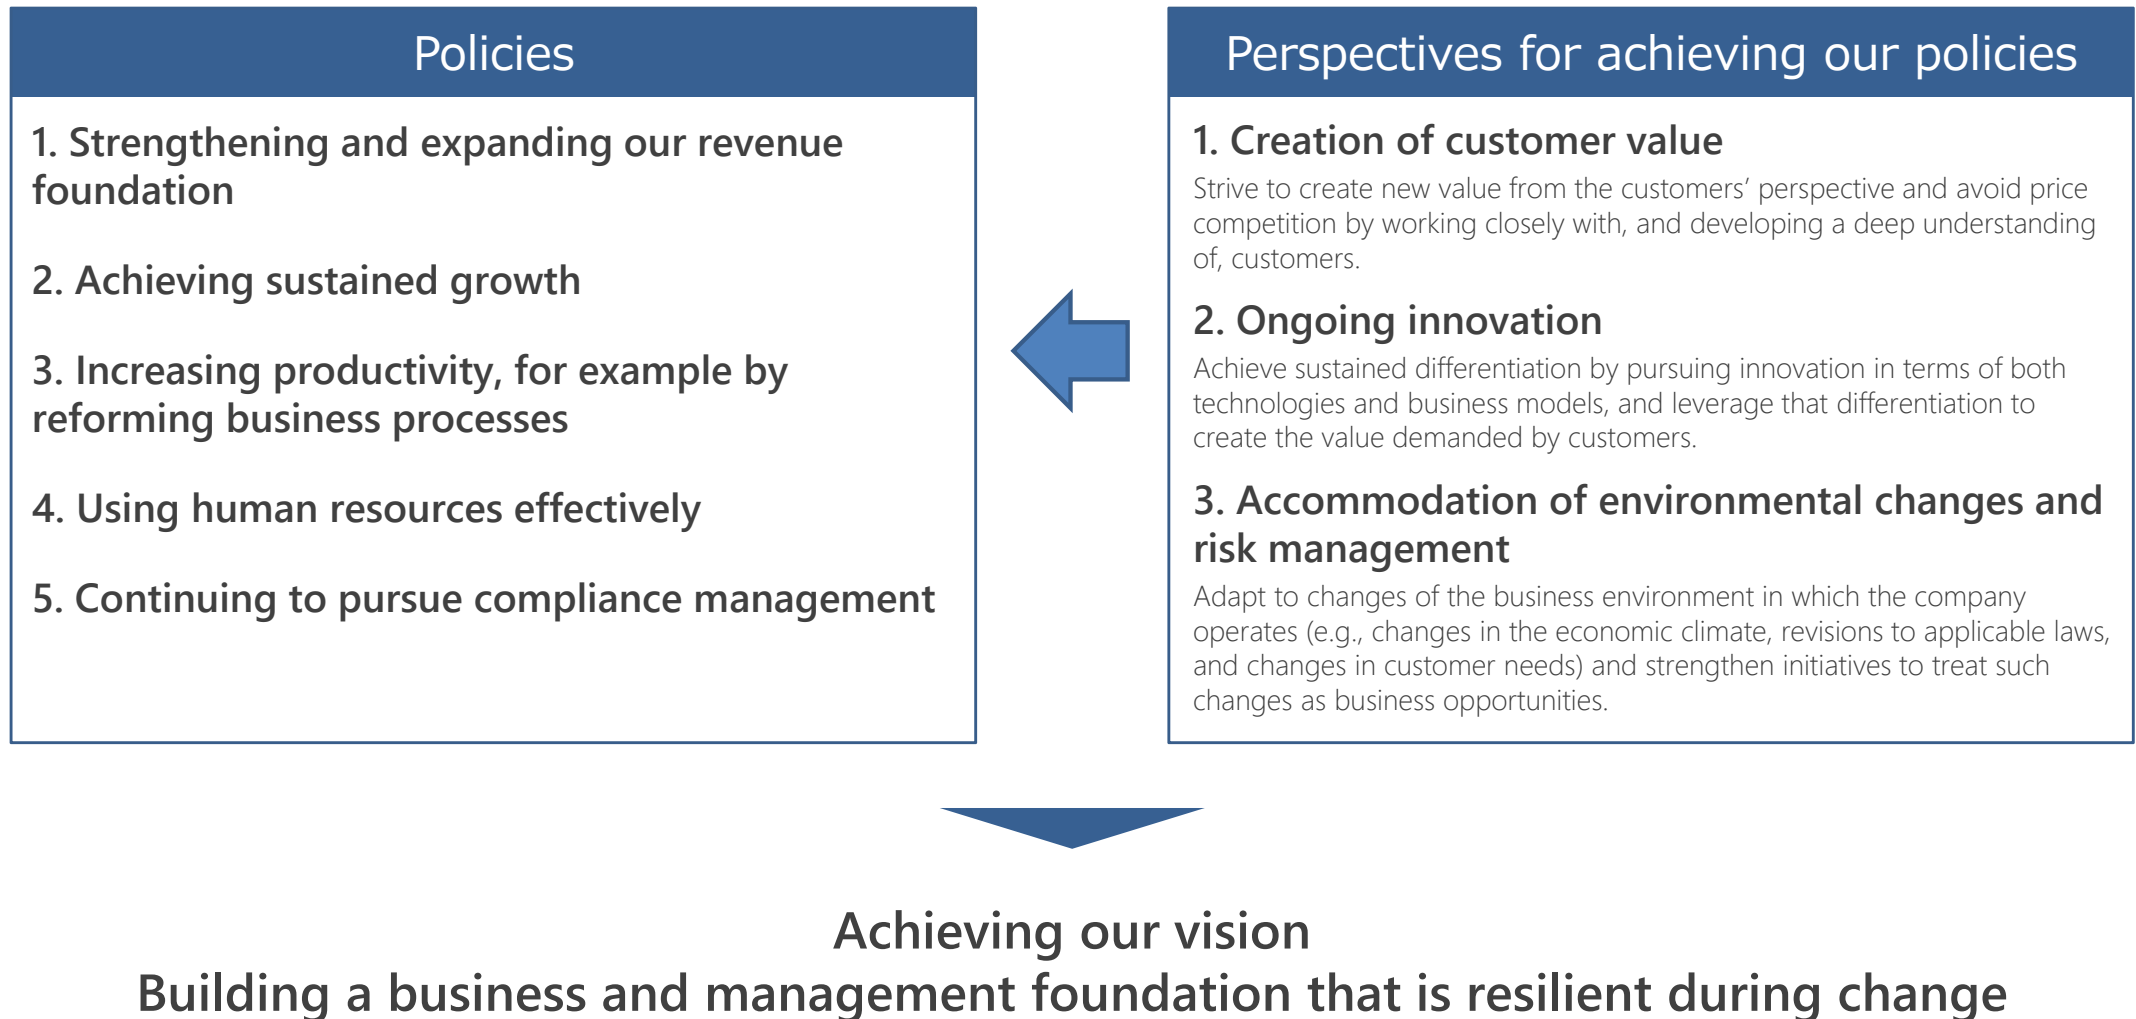 Policies
1. Strengthening and expanding our revenue
foundation
2. Achieving sustained growth
3. Increasing productivity, for example by
reforming business processes
4. Using human resources effectively
5. Continuing to pursue compliance management
Perspectives for achieving our policies
1. Creation of customer value
Strive to create new value from the customers’ perspective and avoid price
competition by working closely with, and developing a deep understanding
of, customers.
2. Ongoing innovation
Achieve sustained differentiation by pursuing innovation in terms of both
technologies and business models, and leverage that differentiation to
create the value demanded by customers.
3. Accommodation of environmental changes and
risk management
Adapt to changes of the business environment in which the company
operates (e.g., changes in the economic climate, revisions to applicable laws,
and changes in customer needs) and strengthen initiatives to treat such
changes as business opportunities.
Achieving our vision
Building a business and management foundation that is resilient during change